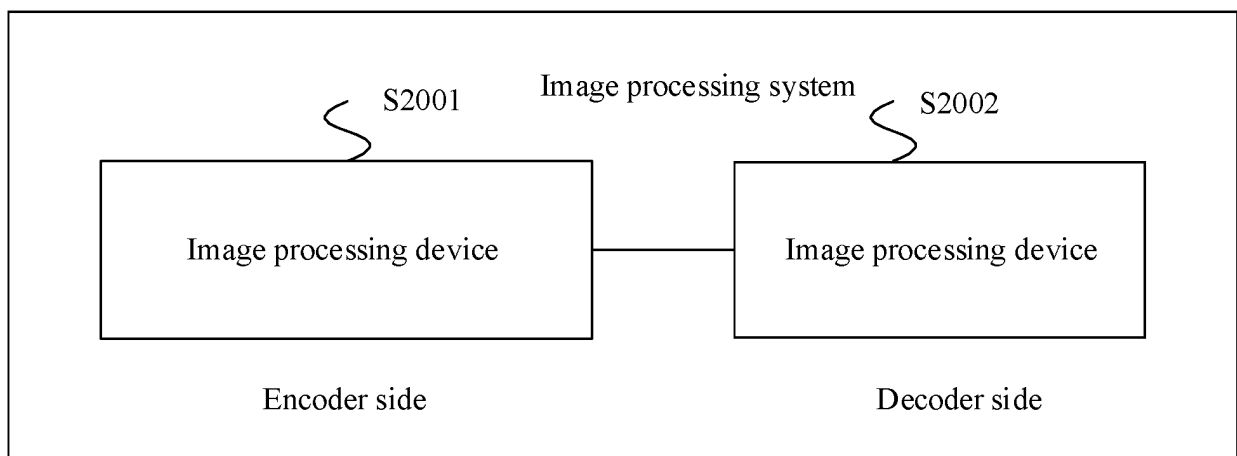 Image processing system
S2001
S2002
Image processing device
Image processing device
Encoder side
Decoder side